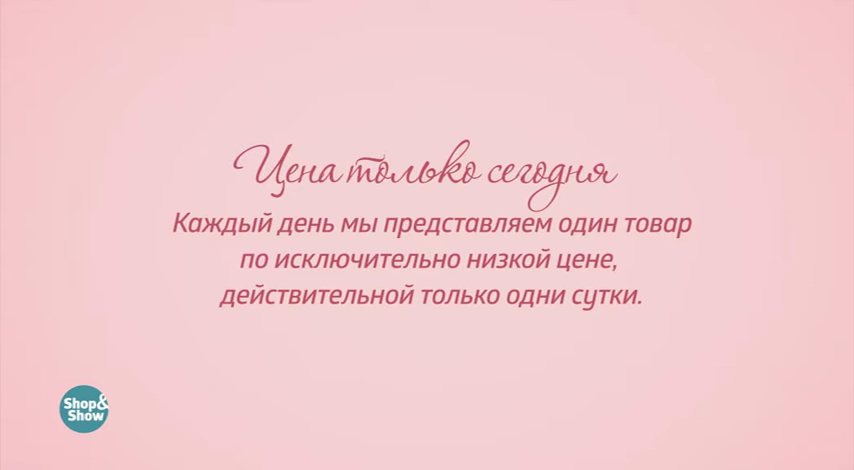 Цена только сегодня
Каждый день мы представляем один товар
по исключительно низкой цене,
действительной только одни сутки.
Shop&
Show